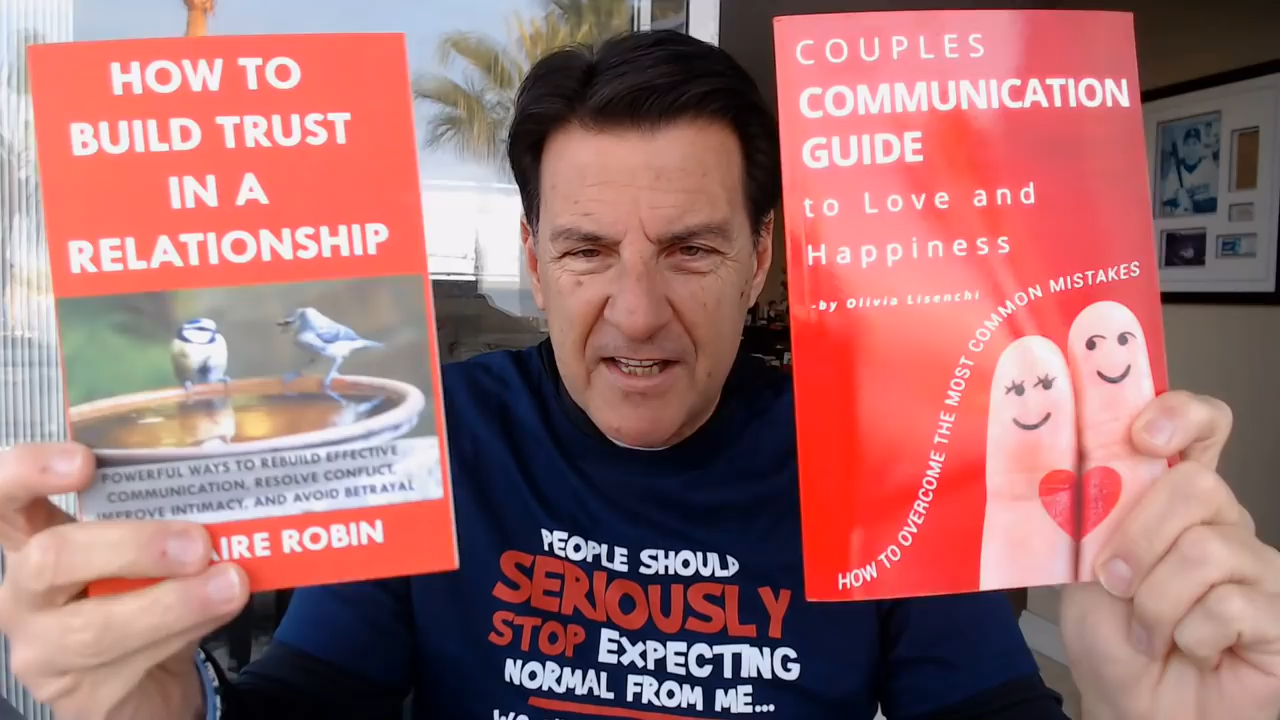 HOW TO
BUILD TRUST
IN A
RELATIONSHIP
POWERFUL WAYS TO REBUILD EFFECTIVE
COMMUNICATION, RESOLVE CONFLICT,
IMPROVE INTIMACY, AND AVOID BETRAYAL
ROBIN
COUPLES
COMMUNICATION
GUIDE
to Love and
Happiness
-by Olivia Lisenchi
HOW TO OVERCOME THE MOST COMMON MISTAKES
PEOPLE SHOULD
SERIOUSLY
STOP EXPECTING
NORMAL FROM ME...